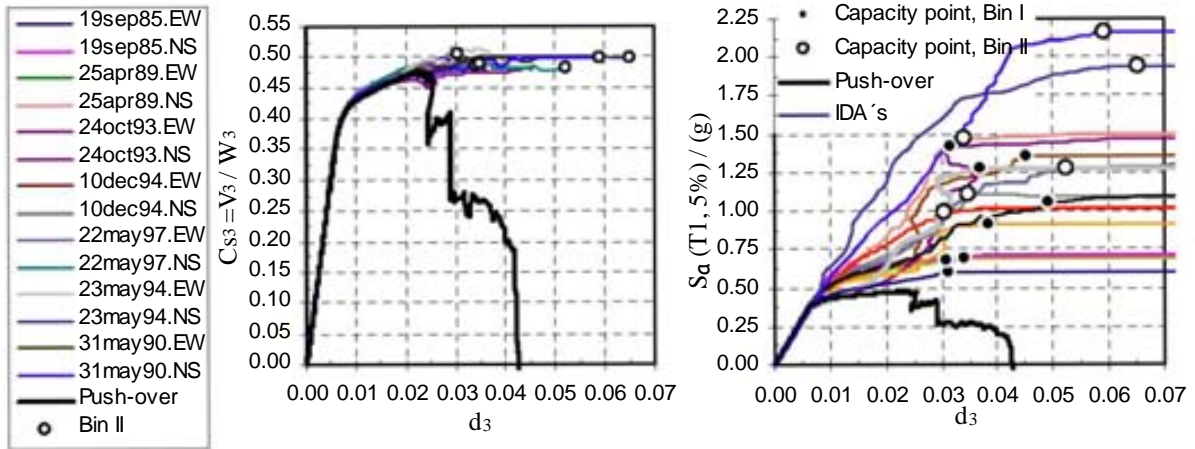 19sep85.EW
19sep85.NS
25apr89.EW
25apr89.NS
24oct93.EW
24oct93.NS
10dec94.EW
10dec94.NS
22may97.EW
22may97.NS
23may94.EW
23may94.NS
31may90.EW
31may90.NS
Push-over
Bin II
Cs3=V3 / W3
0.55
0.50
0.45
0.40
0.35
0.30
0.25
0.20
0.15
0.10
0.05
0.00
0.00 0.01 0.02 0.03 0.04 0.05 0.06 0.07
d3
Sa (T1, 5%) / (g)
2.25
2.00
1.75
1.50
1.25
1.00
0.75
0.50
0.25
0.00
Capacity point, Bin I
Capacity point, Bin II
Push-over
IDA´s
0.00 0.01 0.02 0.03 0.04 0.05 0.06 0.07
d3